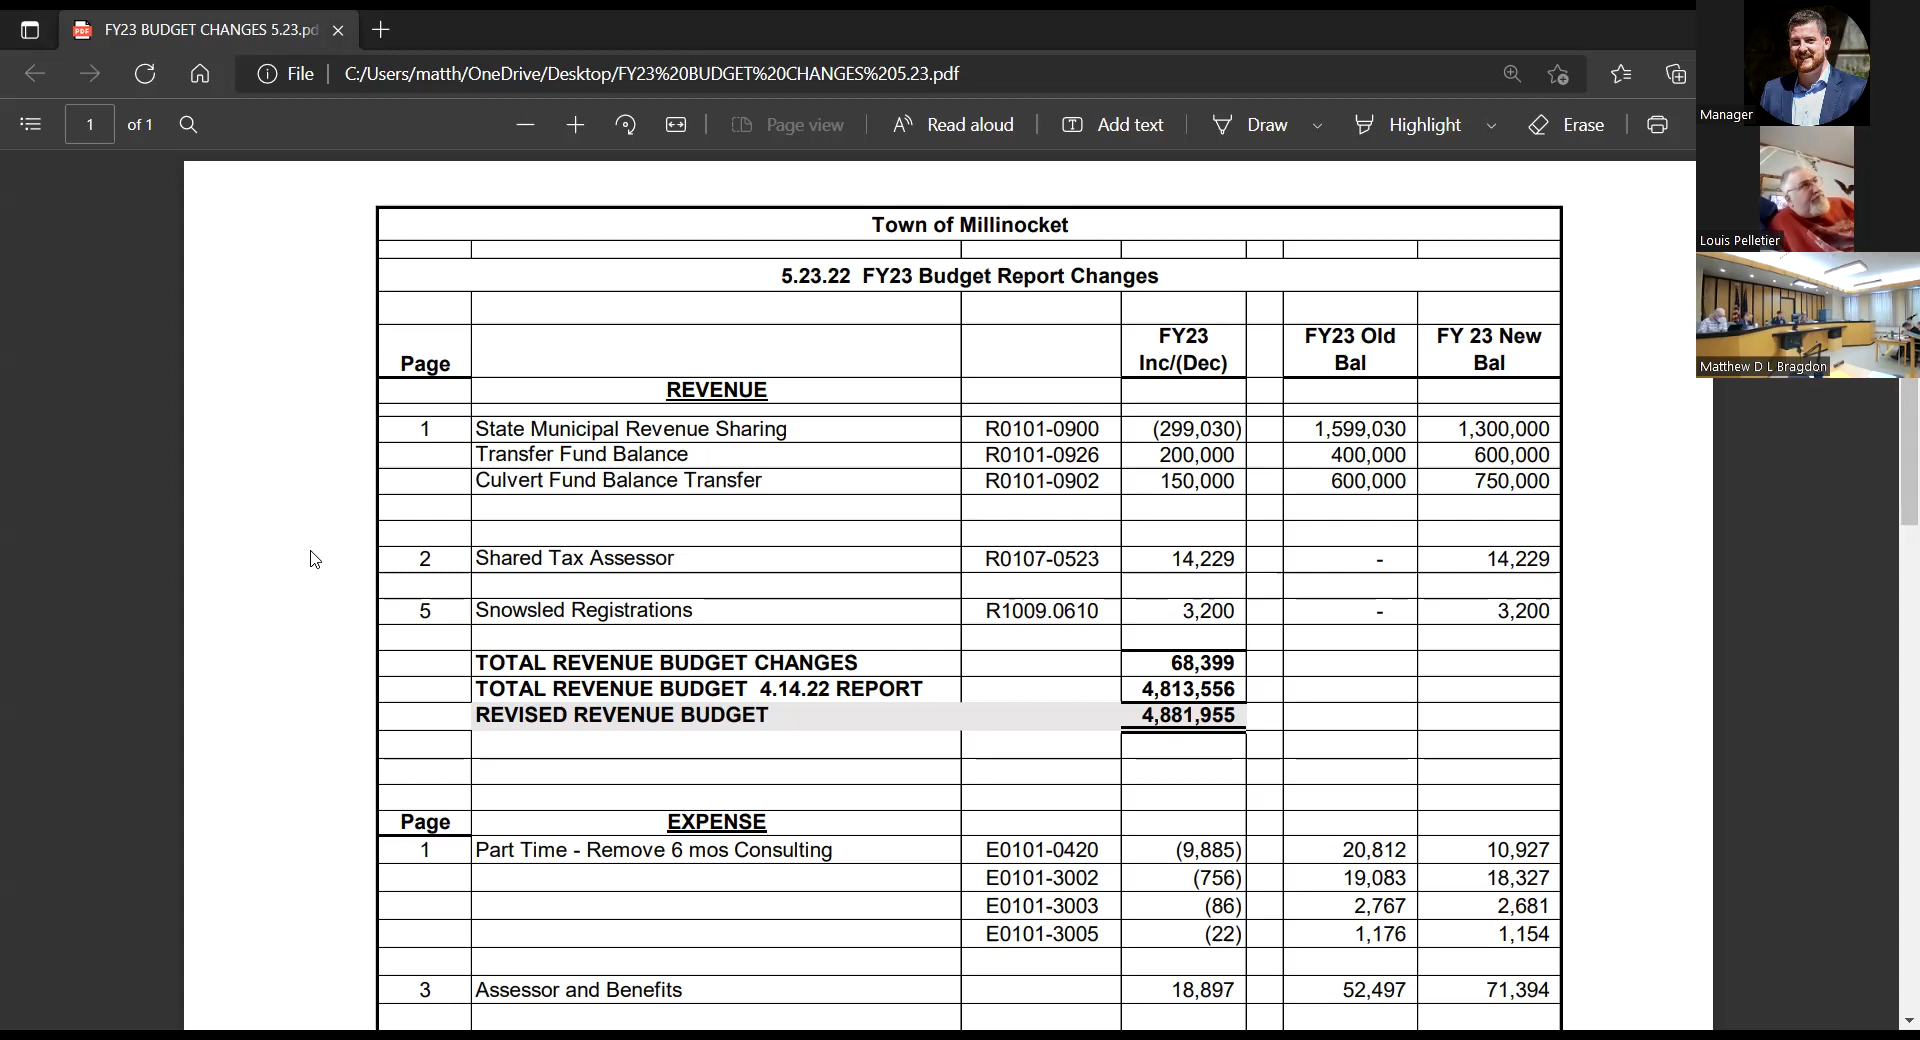 FY23 BUDGET CHANGES 5.23.pd
File C:/Users/matth/OneDrive/Desktop/FY23%20BUDGET%20CHANGES%205.23.pdf
1 of 1 Page view Read aloud Add text Draw Highlight Erase
Manager
Louis Pelletier
Matthew D L Bragdon
Town of Millinocket
5.23.22 FY23 Budget Report Changes
FY23 FY23 Old FY 23 New
Page Inc/(Dec) Bal Bal
REVENUE
1 State Municipal Revenue Sharing R0101-0900 (299,030) 1,599,030 1,300,000
Transfer Fund Balance R0101-0926 200,000 400,000 600,000
Culvert Fund Balance Transfer R0101-0902 150,000 600,000 750,000
2 Shared Tax Assessor R0107-0523 14,229 - 14,229
5 Snowsled Registrations R1009.0610 3,200 - 3,200
TOTAL REVENUE BUDGET CHANGES 68,399
TOTAL REVENUE BUDGET 4.14.22 REPORT 4,813,556
REVISED REVENUE BUDGET 4,881,955
Page EXPENSE
1 Part Time - Remove 6 mos Consulting E0101-0420 (9,885) 20,812 10,927
E0101-3002 (756) 19,083 18,327
E0101-3003 (86) 2,767 2,681
E0101-3005 (22) 1,176 1,154
3 Assessor and Benefits 18,897 52,497 71,394